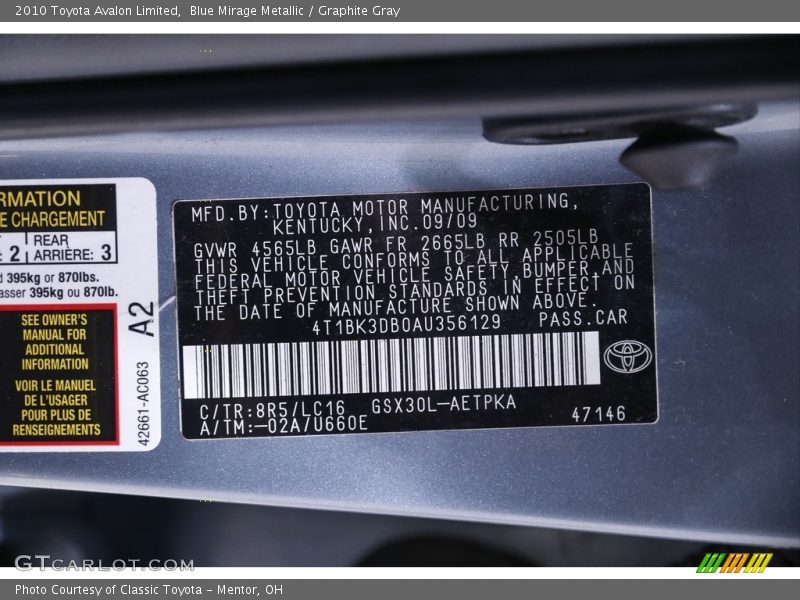 2010 Toyota Avalon Limited,  Blue Mirage Metallic / Graphite Gray
RMATION
E CHARGEMENT
2 REAR ARRIÈRE: 3
395kg or 870lbs.
asser 395kg ou 870lb.
SEE OWNER'S
MANUAL FOR
ADDITIONAL
INFORMATION
VOIR LE MANUEL
DE L'USAGER
POUR PLUS DE
RENSEIGNEMENTS
A2
42661-AC063
MFD.BY:TOYOTA MOTOR MANUFACTURING,
KENTUCKY,INC.09/09
GVWR 4565LB GAWR FR 2665LB RR 2505LB
THIS VEHICLE CONFORMS TO ALL APPLICABLE
FEDERAL MOTOR VEHICLE SAFETY,BUMPER,AND
THEFT PREVENTION STANDARDS IN EFFECT ON
THE DATE OF MANUFACTURE SHOWN ABOVE.
4T1BK3DB0AU356129 PASS.CAR
C/TR:8R5/LC16 GSX30L-AETPKA
A/TM:-02A/U660E 47146
GTCARLOT.COM
Photo Courtesy of Classic Toyota - Mentor, OH